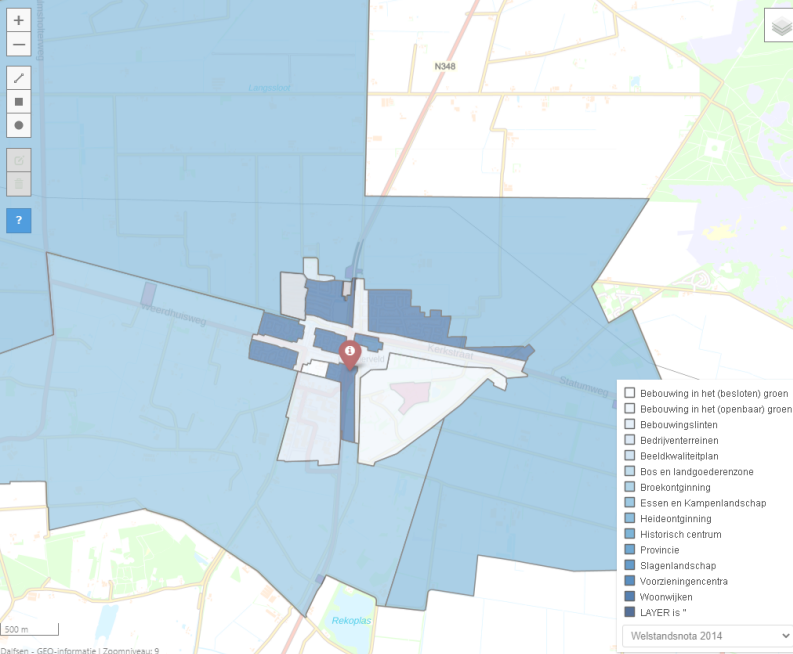 +
N348
Langsloot
−
?
Weerdhuisweg
Kerkstraat
Statumweg
Bebouwing in het (besloten) groen
Bebouwing in het (openbaar) groen
Bebouwingslinten
Bedrijventerreinen
Beeldkwaliteitplan
Bos en landgoederenzone
Broekontginning
Essen en Kampenlandschap
Heideontginning
Historisch centrum
Provincie
Slagenlandschap
Voorzieningencentra
Woonwijken
LAYER is "
Welstandsnota 2014
500 m
Rekoplas
Dalfsen - GEO-informatie | Zoomniveau: 9